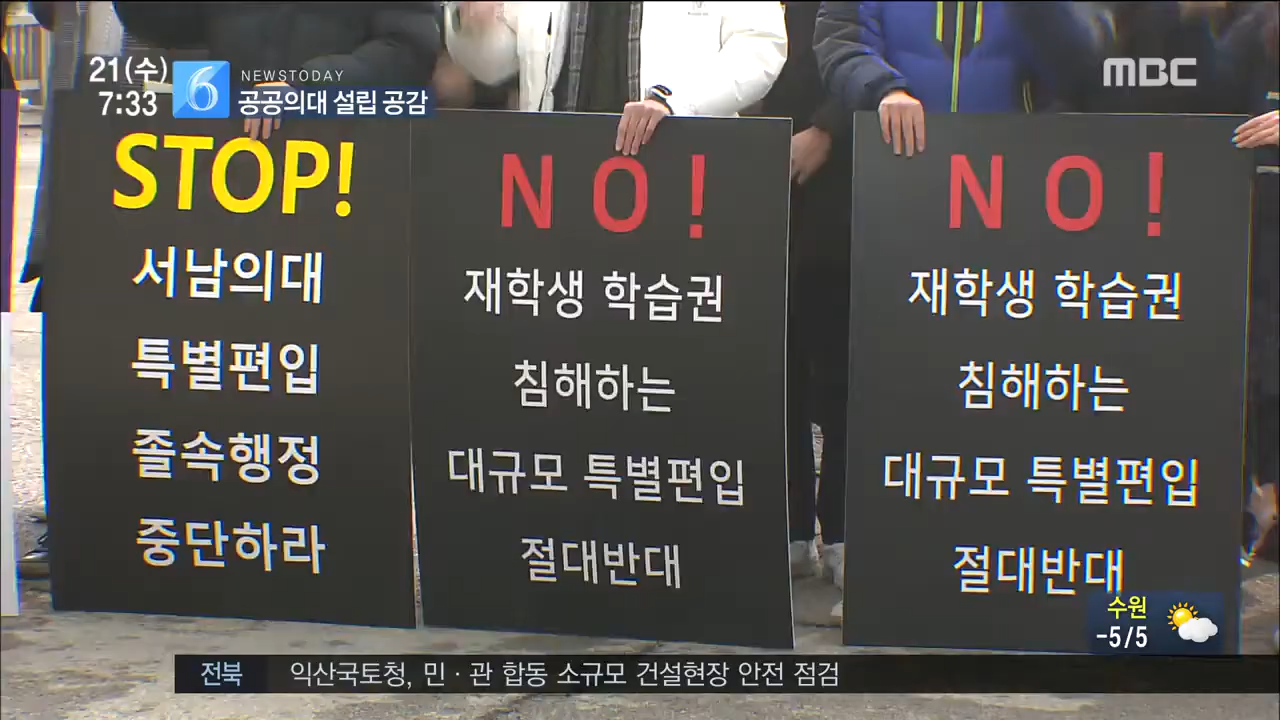 21(수)
7:33
6
NEWSTODAY
공공의대 설립 공감
MBC
STOP!
서남의대
특별편입
졸속행정
중단하라
NO!
재학생 학습권
침해하는
대규모 특별편입
절대반대
NO!
재학생 학습권
침해하는
대규모 특별편입
절대반대
수원
-5/5
전북 익산국토청, 민·관 합동 소규모 건설현장 안전 점검